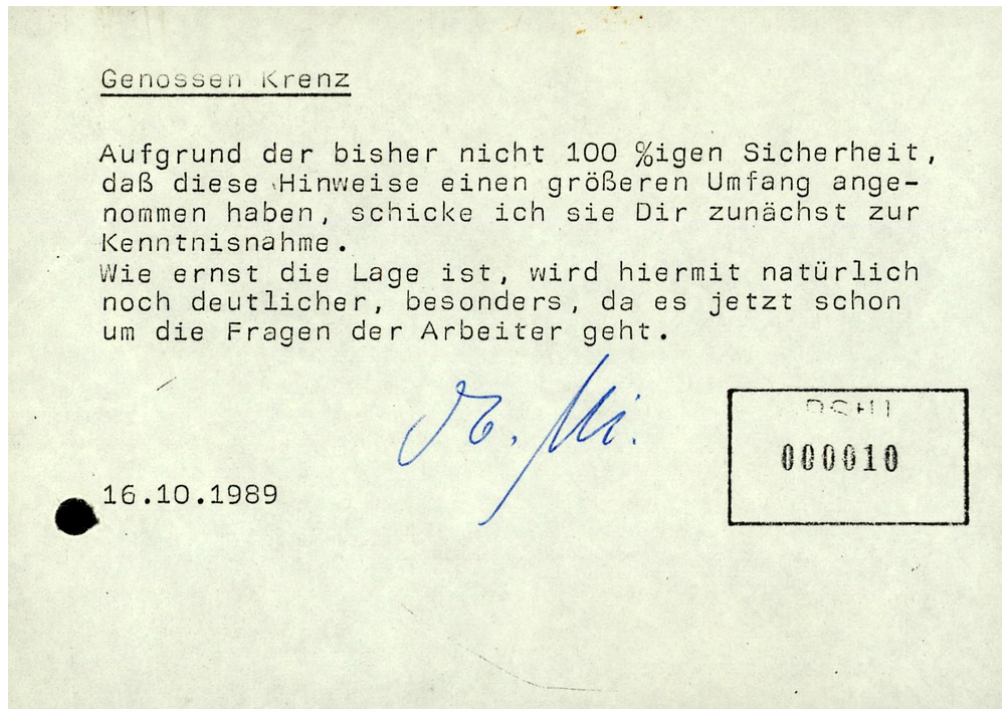 Genossen Krenz
Aufgrund der bisher nicht 100 %igen Sicherheit,
daß diese Hinweise einen größeren Umfang ange-
nommen haben, schicke ich sie Dir zunächst zur
Kenntnisnahme.
Wie ernst die Lage ist, wird hiermit natürlich
noch deutlicher, besonders, da es jetzt schon
um die Fragen der Arbeiter geht.
16.10.1989
000010